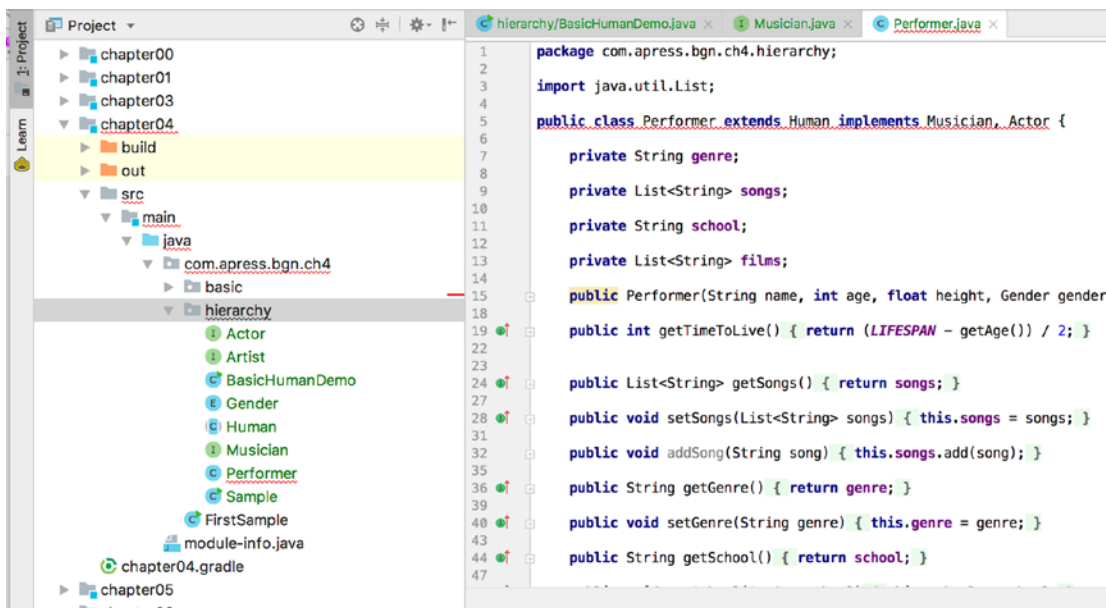 1: Project
Learn
Project
chapter00
chapter01
chapter03
chapter04
build
out
src
main
java
com.apress.bgn.ch4
basic
hierarchy
Actor
Artist
BasicHumanDemo
Gender
Human
Musician
Performer
Sample
FirstSample
module-info.java
chapter04.gradle
chapter05
hierarchy/BasicHumanDemo.java × Musician.java × Performer.java ×
1 package com.apress.bgn.ch4.hierarchy;
2
3 import java.util.List;
4
5 public class Performer extends Human implements Musician, Actor {
6
7 private String genre;
8
9 private List<String> songs;
10
11 private String school;
12
13 private List<String> films;
14
15 public Performer(String name, int age, float height, Gender gender
18
19 public int getTimeToLive() { return (LIFESPAN - getAge()) / 2; }
22
23
24 public List<String> getSongs() { return songs; }
27
28 public void setSongs(List<String> songs) { this.songs = songs; }
31
32 public void addSong(String song) { this.songs.add(song); }
35
36 public String getGenre() { return genre; }
39
40 public void setGenre(String genre) { this.genre = genre; }
43
44 public String getSchool() { return school; }
47